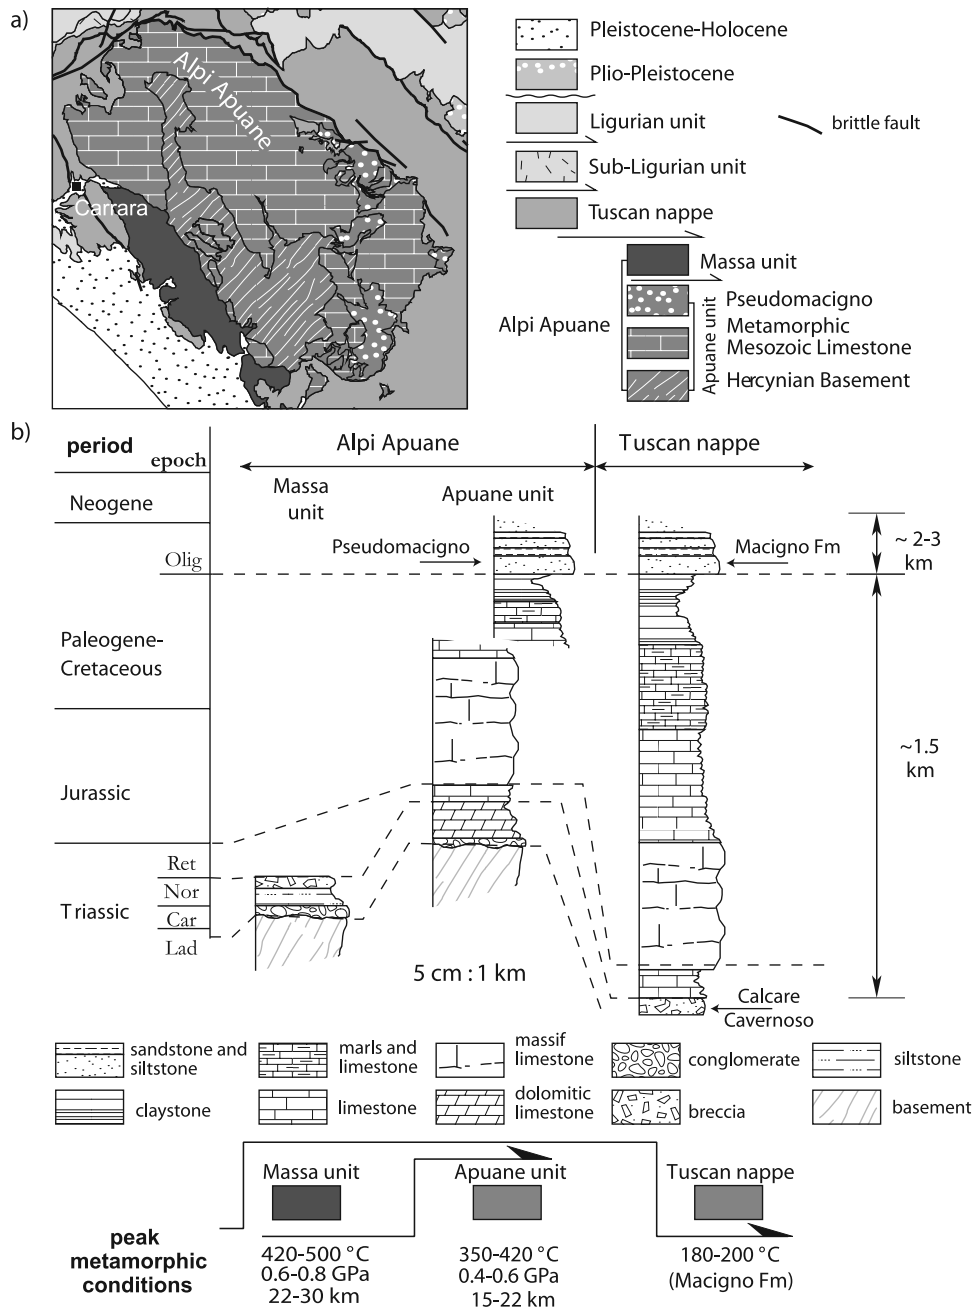 a)
Alpi Apuane
Carrara
Pleistocene-Holocene
Plio-Pleistocene
Ligurian unit
brittle fault
Sub-Ligurian unit
Tuscan nappe
Massa unit
Alpi Apuane
Pseudomacigno
Metamorphic
Mesozoic Limestone
Hercynian Basement
Apuane unit
b)
period
epoch
Alpi Apuane
Tuscan nappe
Neogene
Massa
unit
Apuane unit
Olig
Pseudomacigno
Macigno Fm
~ 2-3
km
Paleogene-
Cretaceous
~1.5
km
Jurassic
Triassic
Ret
Nor
Car
Lad
5 cm : 1 km
Calcare
Cavernoso
sandstone and
siltstone
marls and
limestone
massif
limestone
conglomerate
siltstone
claystone
limestone
dolomitic
limestone
breccia
basement
Massa unit
Apuane unit
Tuscan nappe
peak
metamorphic
conditions
420-500 °C
0.6-0.8 GPa
22-30 km
350-420 °C
0.4-0.6 GPa
15-22 km
180-200 °C
(Macigno Fm)